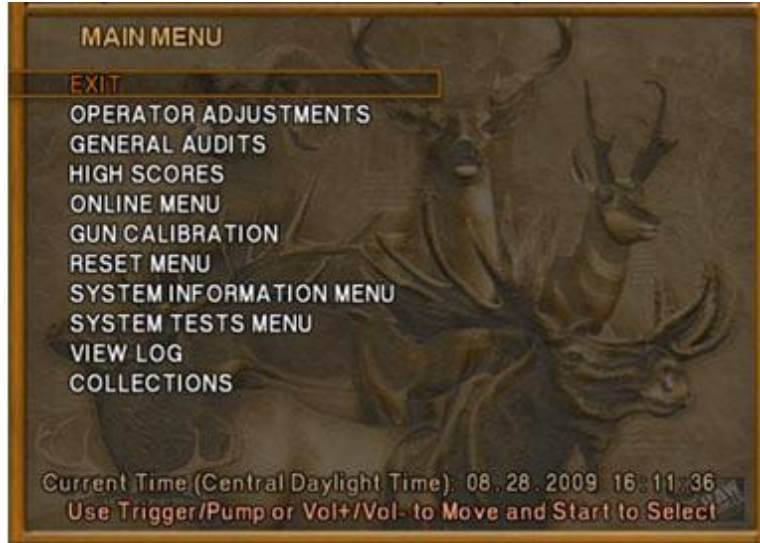 MAIN MENU
EXIT
OPERATOR ADJUSTMENTS
GENERAL AUDITS
HIGH SCORES
ONLINE MENU
GUN CALIBRATION
RESET MENU
SYSTEM INFORMATION MENU
SYSTEM TESTS MENU
VIEW LOG
COLLECTIONS
Current Time (Central Daylight Time): 08.28.2009 16:11:36
Use Trigger/Pump or Vol+/Vol- to Move and Start to Select